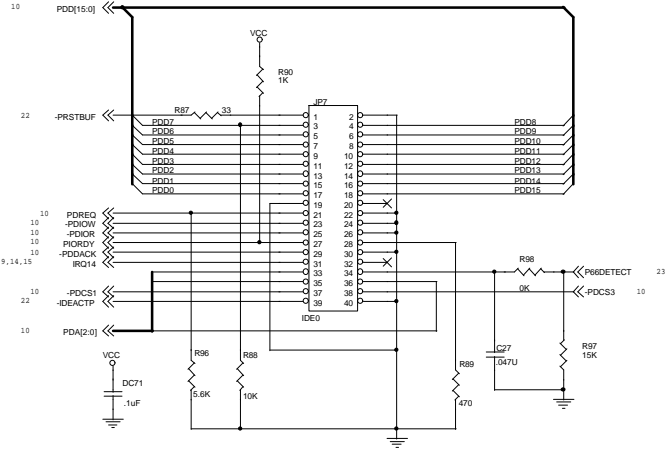 10 PDD[15:0]
VCC
R90
1K
JP7
22 -PRSTBUF R87 33
1 2
PDD7 3 4 PDD8
PDD6 5 6 PDD9
PDD5 7 8 PDD10
PDD4 9 10 PDD11
PDD3 11 12 PDD12
PDD2 13 14 PDD13
PDD1 15 16 PDD14
PDD0 17 18 PDD15
19 20
10 PDREQ 21 22
10 -PDIOW 23 24
10 -PDIOR 25 26
10 PIORDY 27 28
10 -PDDACK 29 30
9,14,15 IRQ14 31 32
33 34 R98 P66DETECT 23
35 36 0K
10 -PDCS1 37 38 -PDCS3 10
22 -IDEACTP 39 40
IDE0
10 PDA[2:0]
VCC
DC71
.1uF
R96
5.6K
R88
10K
R89
470
C27
.047U
R97
15K